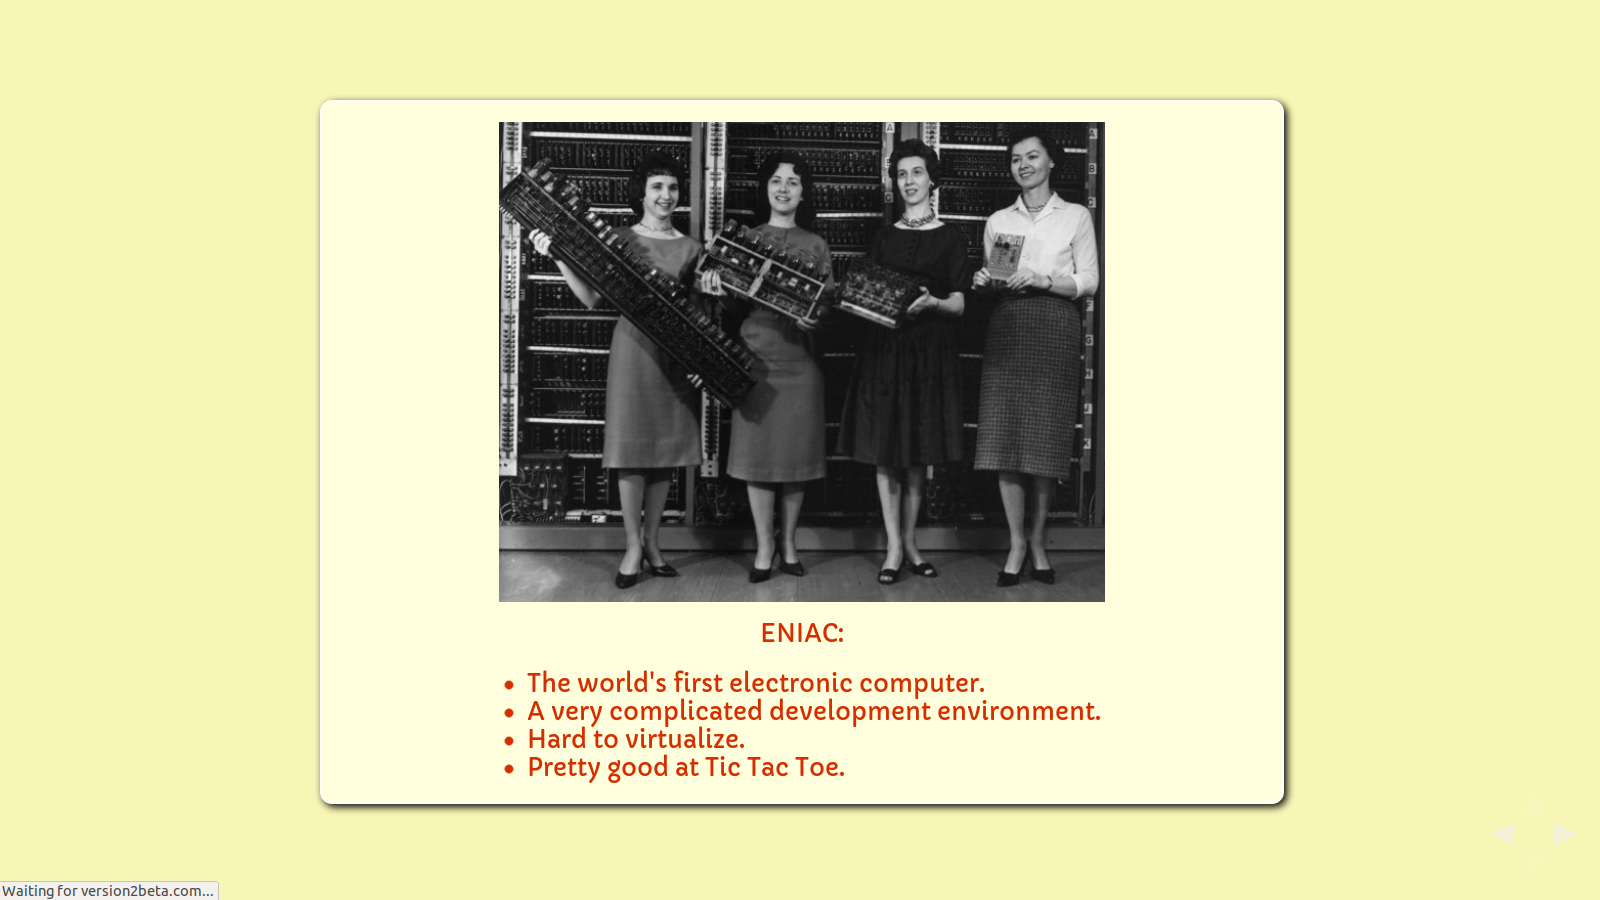 ENIAC:
The world's first electronic computer.
A very complicated development environment.
Hard to virtualize.
Pretty good at Tic Tac Toe.
Waiting for version2beta.com...